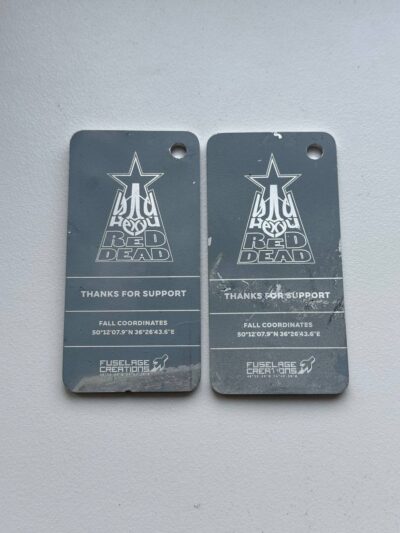 RED
DEAD
THANKS FOR SUPPORT
FALL COORDINATES
50°12'07.9"N 36°26'43.6"E
FUSELAGE
CREATIONS
RED
DEAD
THANKS FOR SUPPORT
FALL COORDINATES
50°12'07.9"N 36°26'43.6"E
FUSELAGE
CREATIONS